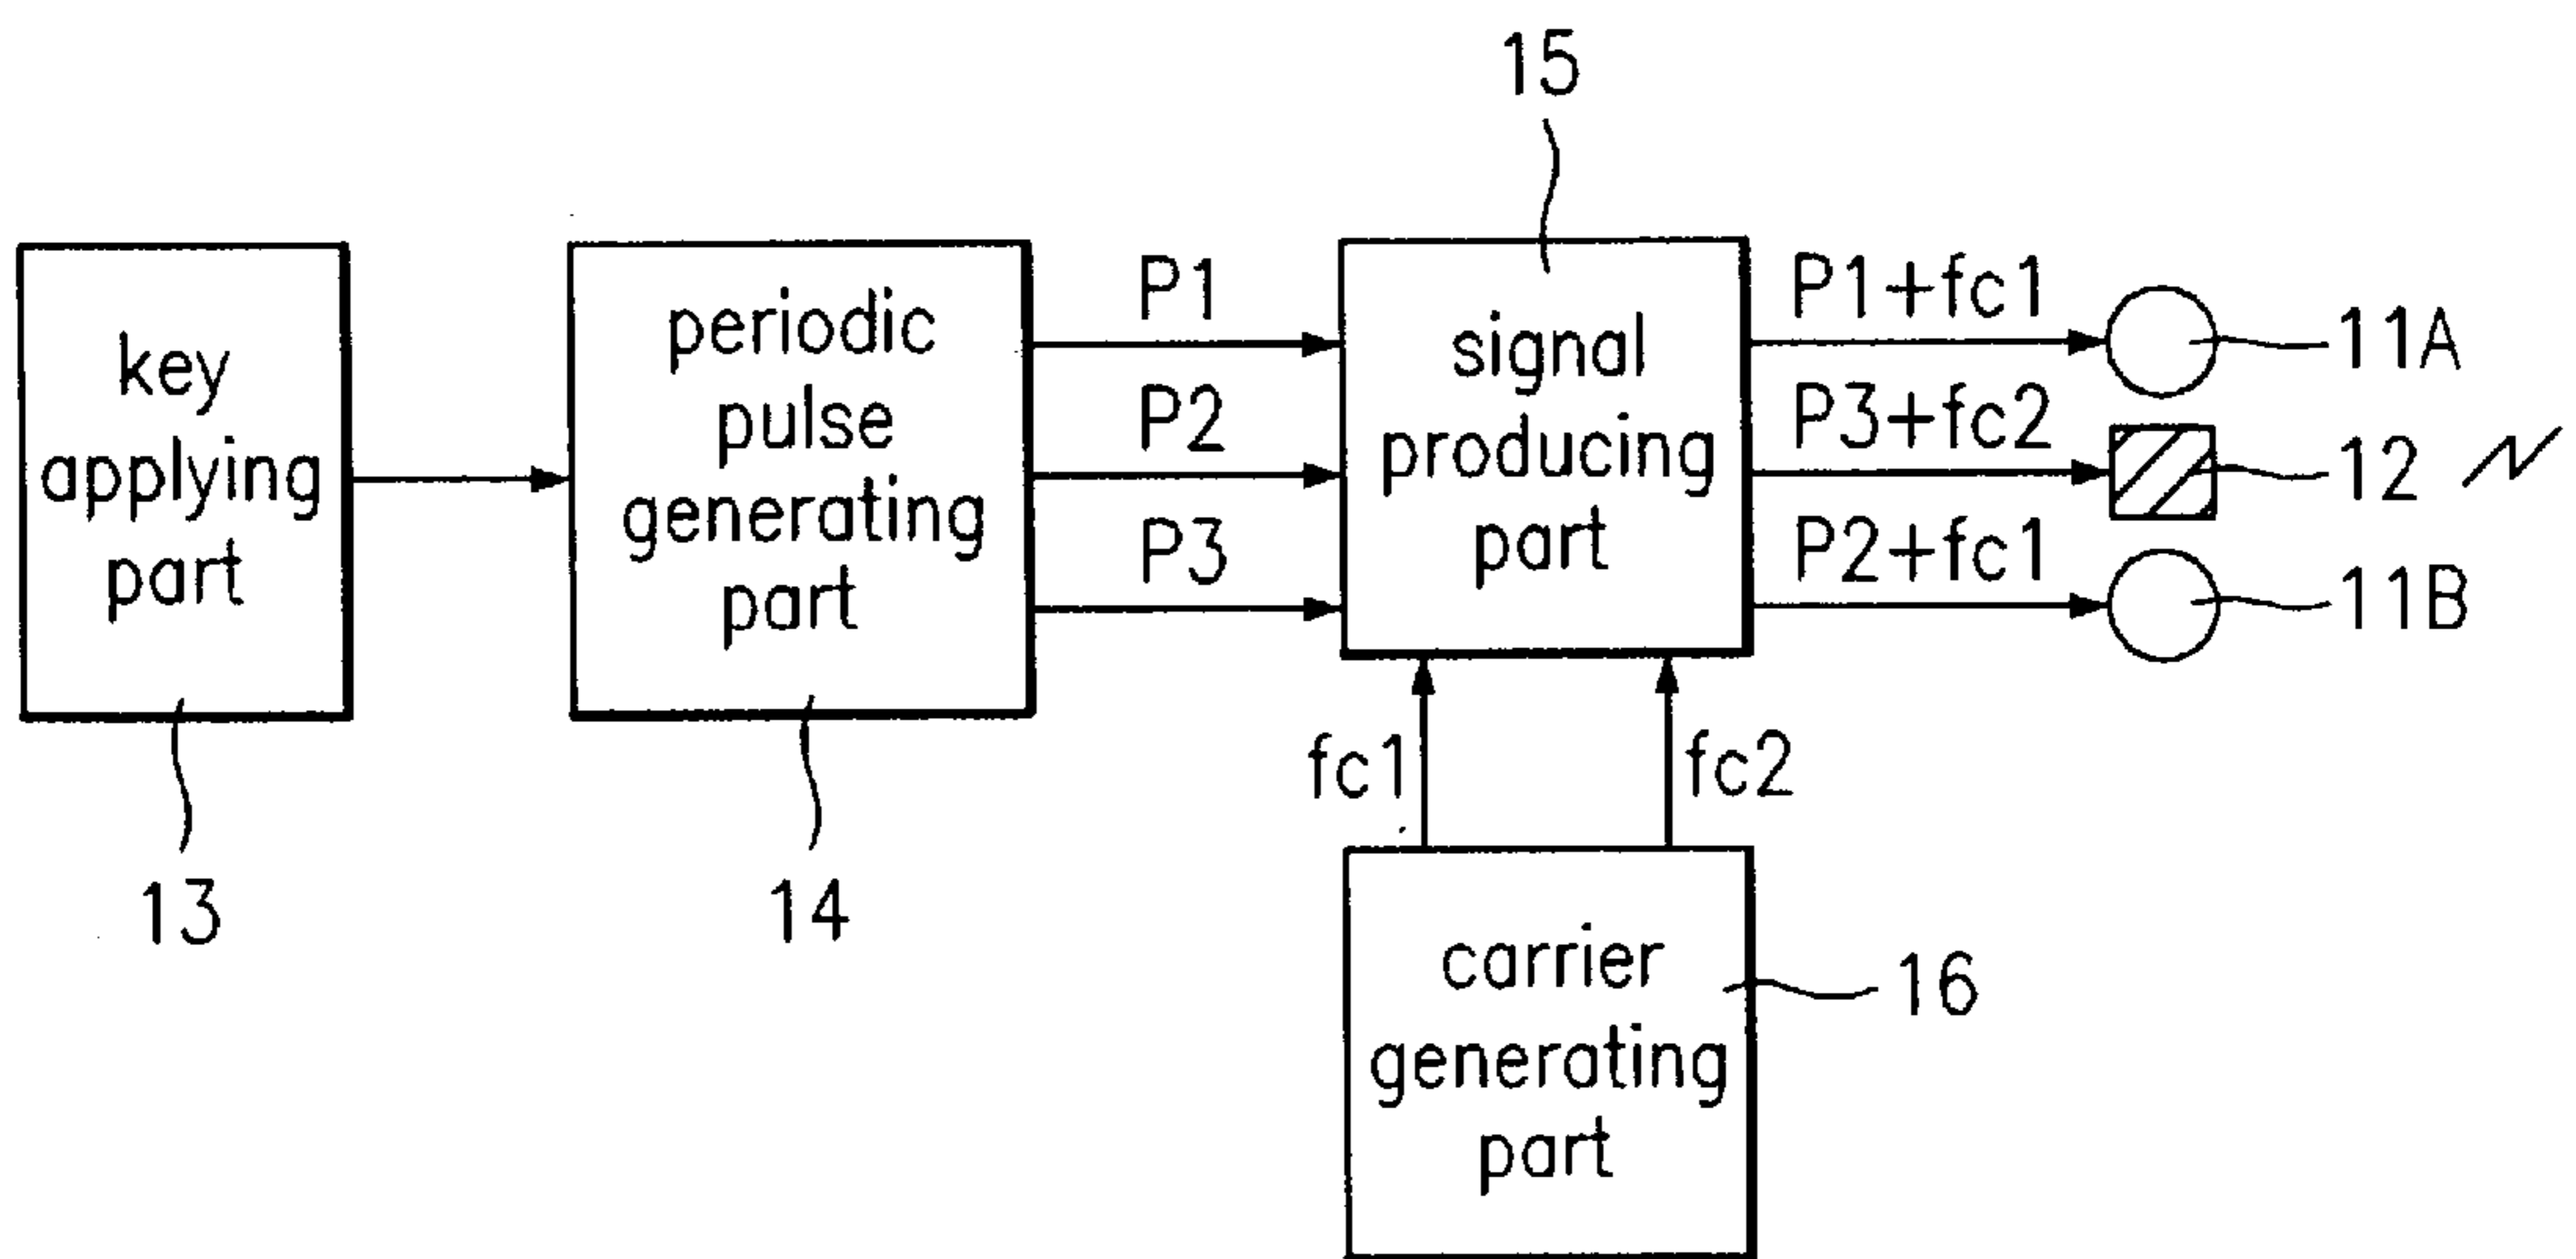 15
key
applying
part
13
periodic
pulse
generating
part
14
P1
P2
P3
signal
producing
part
P1+fc1
P3+fc2
P2+fc1
11A
12
11B
fc1
fc2
carrier
generating
part
16